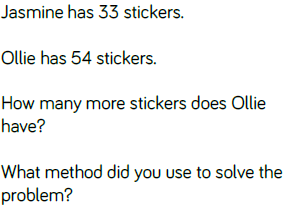 Jasmine has 33 stickers.
Ollie has 54 stickers.
How many more stickers does Ollie
have?
What method did you use to solve the
problem?